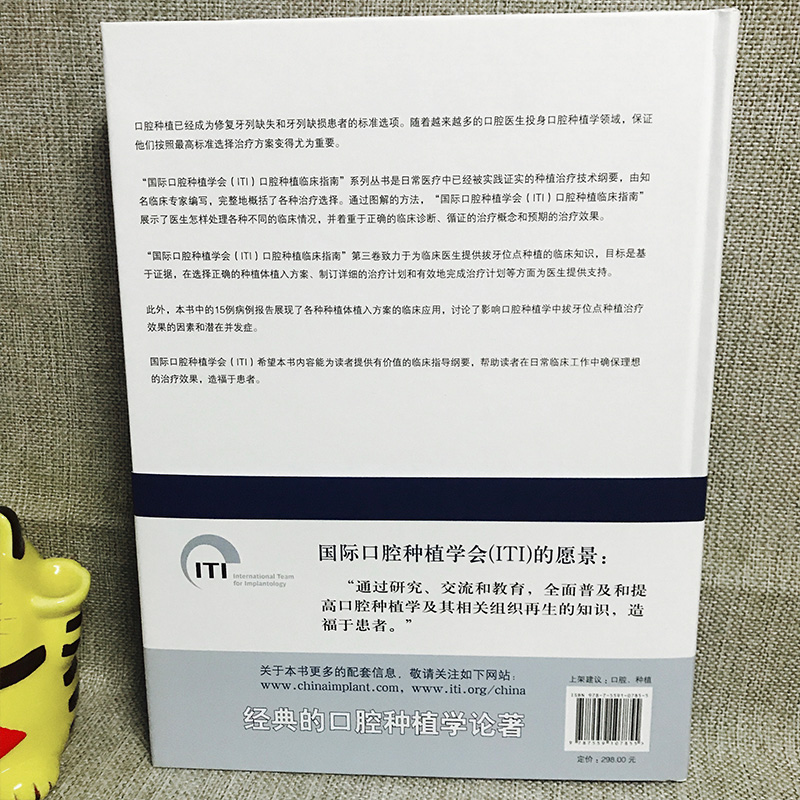 口腔种植已经成为修复牙列缺失和牙列缺损患者的标准选项。随着越来越多的口腔医生投身口腔种植学领域，保证
他们按照最高标准选择治疗方案变得尤为重要。
“国际口腔种植学会（ITI）口腔种植临床指南”系列丛书是日常医疗中已经被实践证实的种植治疗技术纲要，由知
名临床专家编写，完整地概括了各种治疗选择。通过图解的方法，“国际口腔种植学会（ITI）口腔种植临床指南”
展示了医生怎样处理各种不同的临床情况，并着重于正确的临床诊断、循证的治疗概念和预期的治疗效果。
“国际口腔种植学会（ITI）口腔种植临床指南”第三卷致力于为临床医生提供拔牙位点种植的临床知识，目标是基
于证据，在选择正确的种植体植入方案、制订详细的治疗计划和有效地完成治疗计划等方面为医生提供支持。
此外，本书中的15例病例报告展现了各种种植体植入方案的临床应用，讨论了影响口腔种植学中拔牙位点种植治疗
效果的因素和潜在并发症。
国际口腔种植学会（ITI）希望本书内容能为读者提供有价值的临床指导纲要，帮助读者在日常临床工作中确保理想
的治疗效果，造福于患者。
ITI
International Team
for Implantology
国际口腔种植学会(ITI)的愿景：
“通过研究、交流和教育，全面普及和提
高口腔种植学及其相关组织再生的知识，造
福于患者。”
关于本书更多的配套信息，敬请关注如下网站：
www.chinaimplant.com，www.iti.org/china
经典的口腔种植学论著
上架建议：口腔、种植
ISBN 978-7-5591-0785-5
9 787559 107855
定价：298.00 元